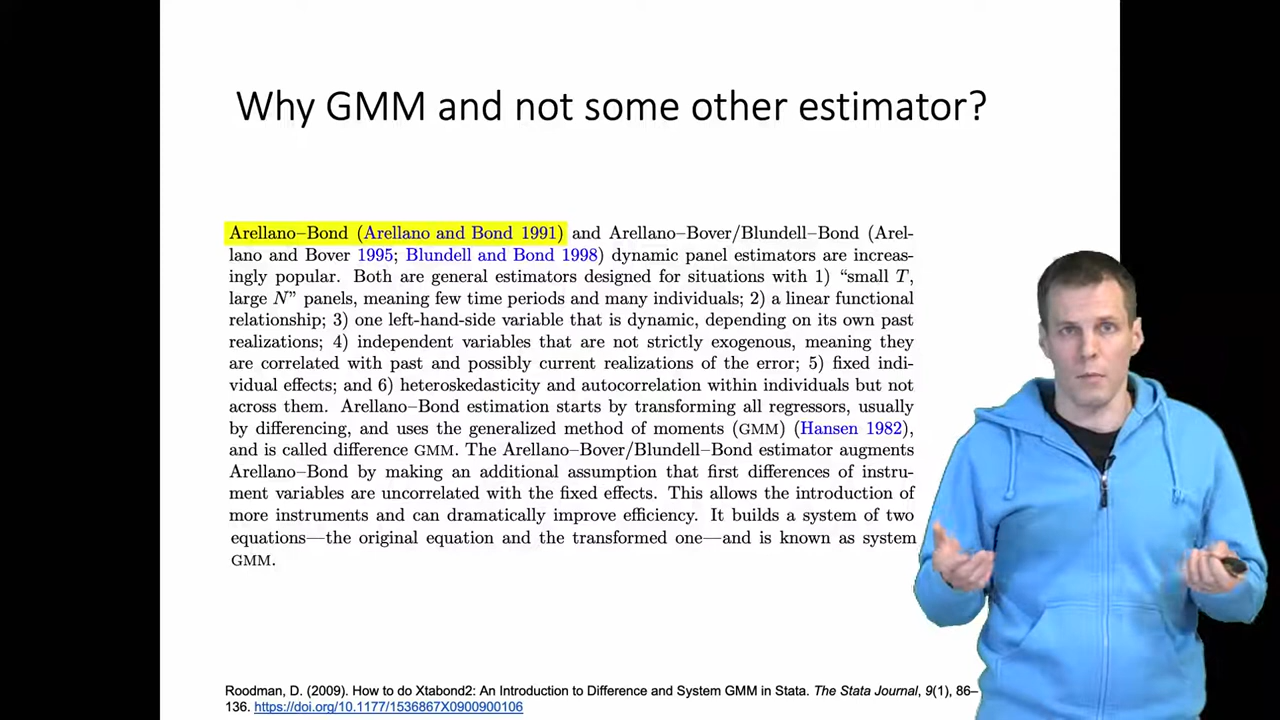 Why GMM and not some other estimator?
Arellano–Bond (Arellano and Bond 1991) and Arellano–Bover/Blundell–Bond (Arel-
lano and Bover 1995; Blundell and Bond 1998) dynamic panel estimators are increas-
ingly popular. Both are general estimators designed for situations with 1) “small T,
large N” panels, meaning few time periods and many individuals; 2) a linear functional
relationship; 3) one left-hand-side variable that is dynamic, depending on its own past
realizations; 4) independent variables that are not strictly exogenous, meaning they
are correlated with past and possibly current realizations of the error; 5) fixed indi-
vidual effects; and 6) heteroskedasticity and autocorrelation within individuals but not
across them. Arellano–Bond estimation starts by transforming all regressors, usually
by differencing, and uses the generalized method of moments (GMM) (Hansen 1982),
and is called difference GMM. The Arellano–Bover/Blundell–Bond estimator augments
Arellano–Bond by making an additional assumption that first differences of instru-
ment variables are uncorrelated with the fixed effects. This allows the introduction of
more instruments and can dramatically improve efficiency. It builds a system of two
equations—the original equation and the transformed one—and is known as system
GMM.
Roodman, D. (2009). How to do Xtabond2: An Introduction to Difference and System GMM in Stata. The Stata Journal, 9(1), 86–
136. https://doi.org/10.1177/1536867X0900900106